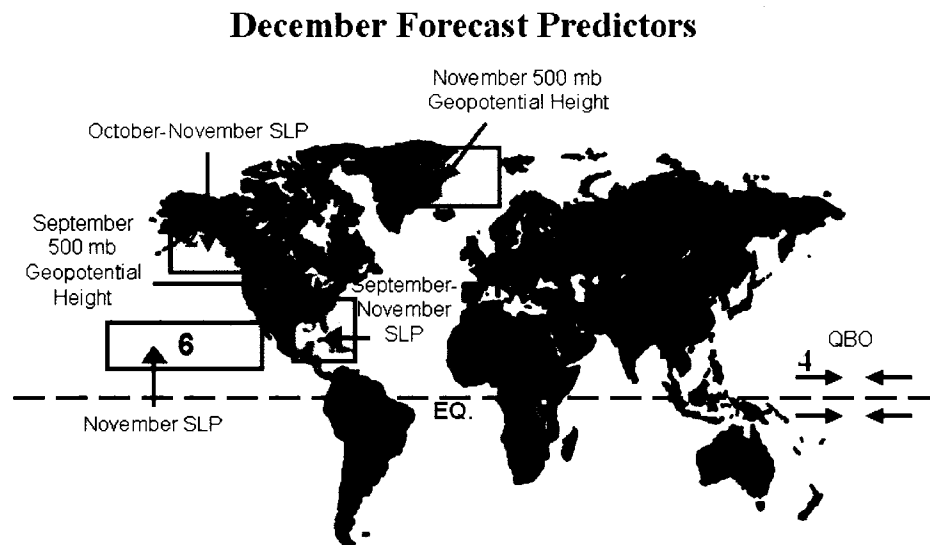 December Forecast Predictors
November 500 mb
Geopotential Height
October-November SLP
September
500 mb
Geopotential
Height
September-
November
SLP
6
QBO
4
EQ.
November SLP